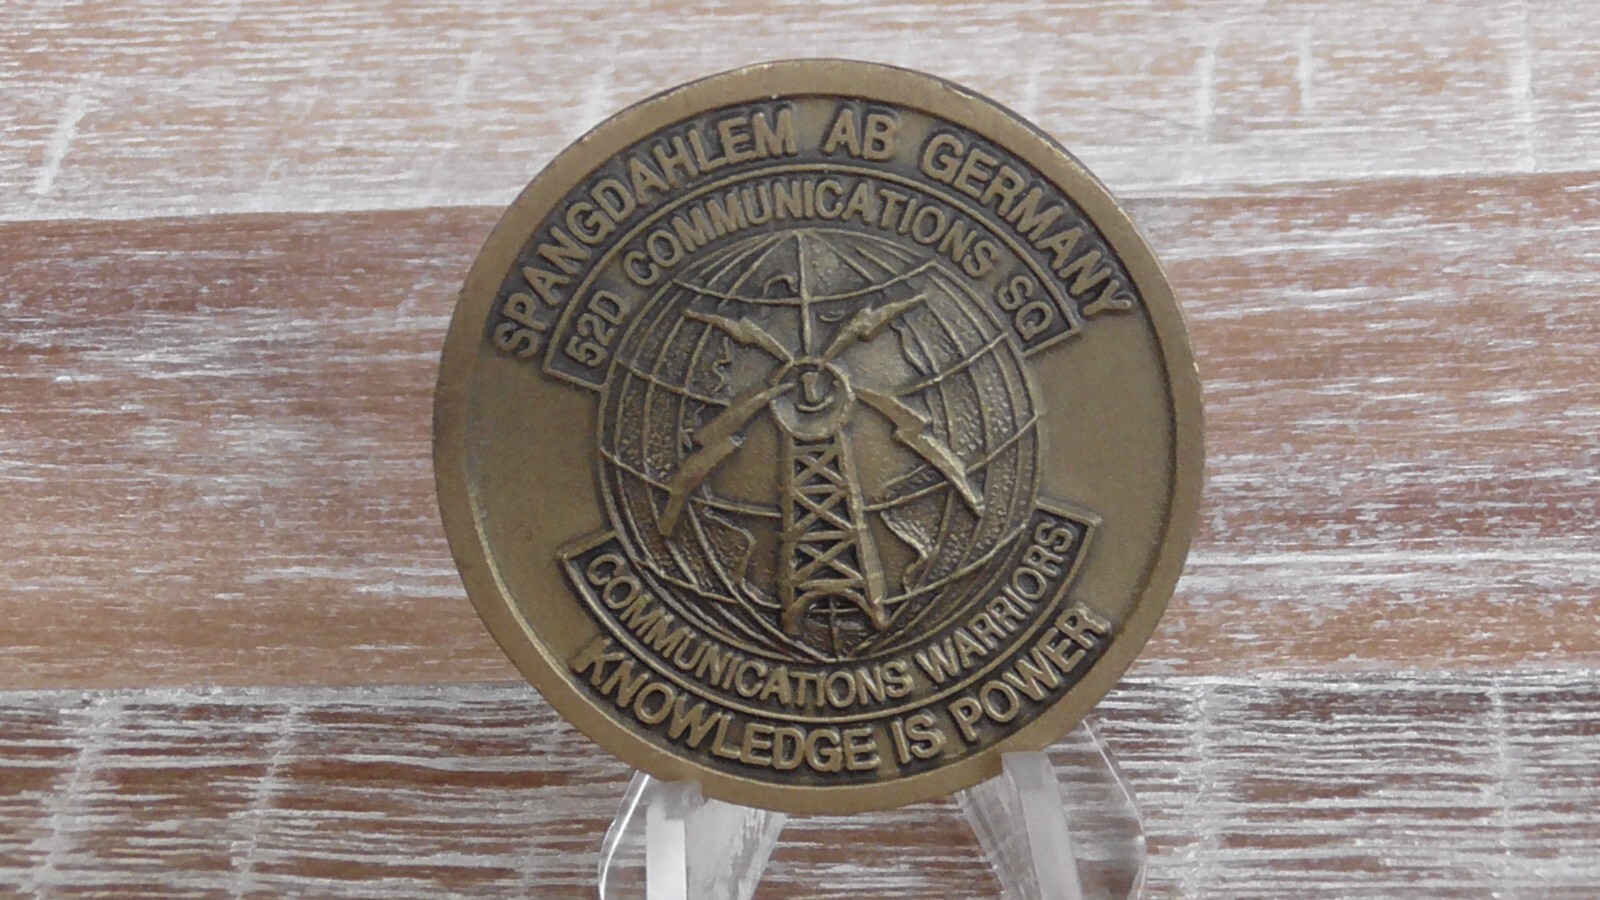 SPANGDAHLEM AB GERMANY
52D COMMUNICATIONS SQ
COMMUNICATIONS WARRIORS
KNOWLEDGE IS POWER